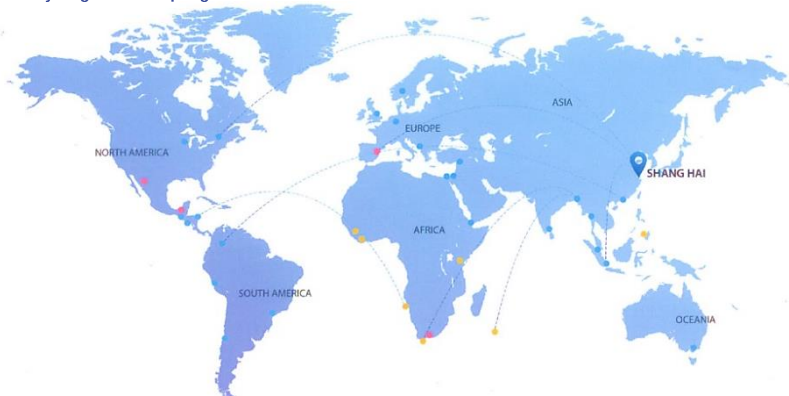 ASIA
EUROPE
NORTH AMERICA
SHANG HAI
AFRICA
SOUTH AMERICA
OCEANIA